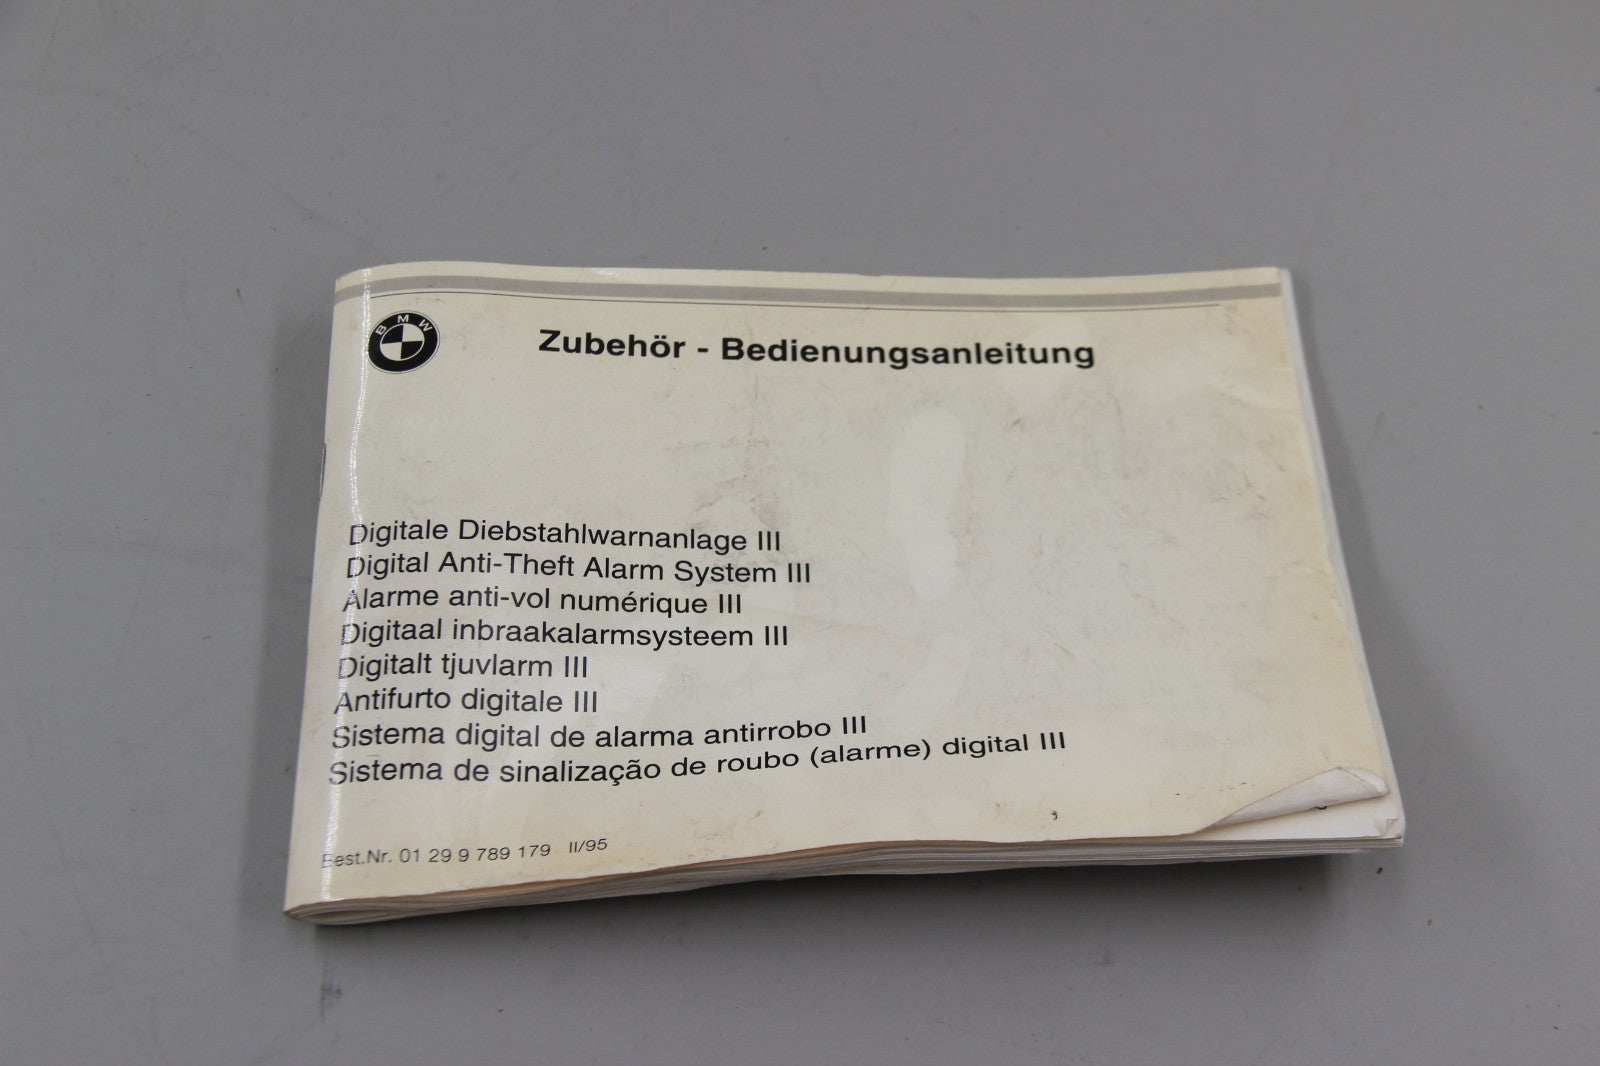 BMW
Zubehör - Bedienungsanleitung
Digitale Diebstahlwarnanlage III
Digital Anti-Theft Alarm System III
Alarme anti-vol numérique III
Digitaal inbraakalarmsysteem III
Digitalt tjuvlarm III
Antifurto digitale III
Sistema digital de alarma antirrobo III
Sistema de sinalização de roubo (alarme) digital III
Best.Nr. 01 29 9 789 179 II/95